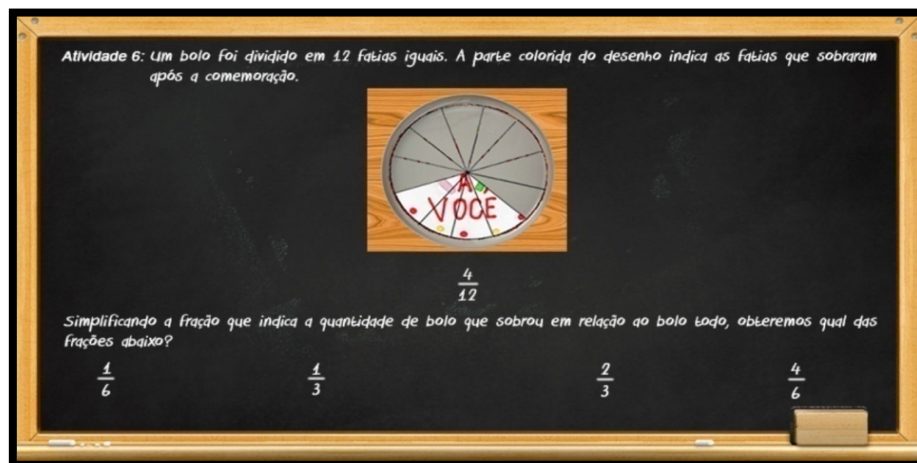 Atividade 6: Um bolo foi dividido em 12 fatias iguais. A parte colorida do desenho indica as fatias que sobraram
após a comemoração.
A
VOCE
4
12
Simplificando a fração que indica a quantidade de bolo que sobrou em relação ao bolo todo, obteremos qual das
frações abaixo?
1/6 1/3 2/3 4/6